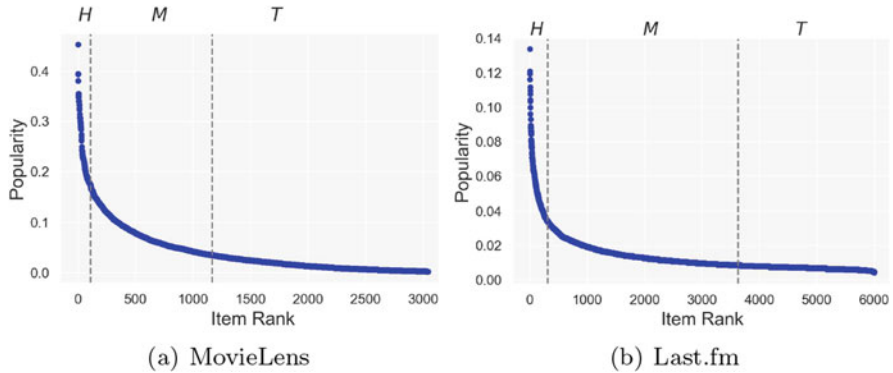 H M T
0.4
0.3
0.2
0.1
0.0
Popularity
0 500 1000 1500 2000 2500 3000
Item Rank
(a) MovieLens
H M T
0.14
0.12
0.10
0.08
0.06
0.04
0.02
0.00
Popularity
0 1000 2000 3000 4000 5000 6000
Item Rank
(b) Last.fm